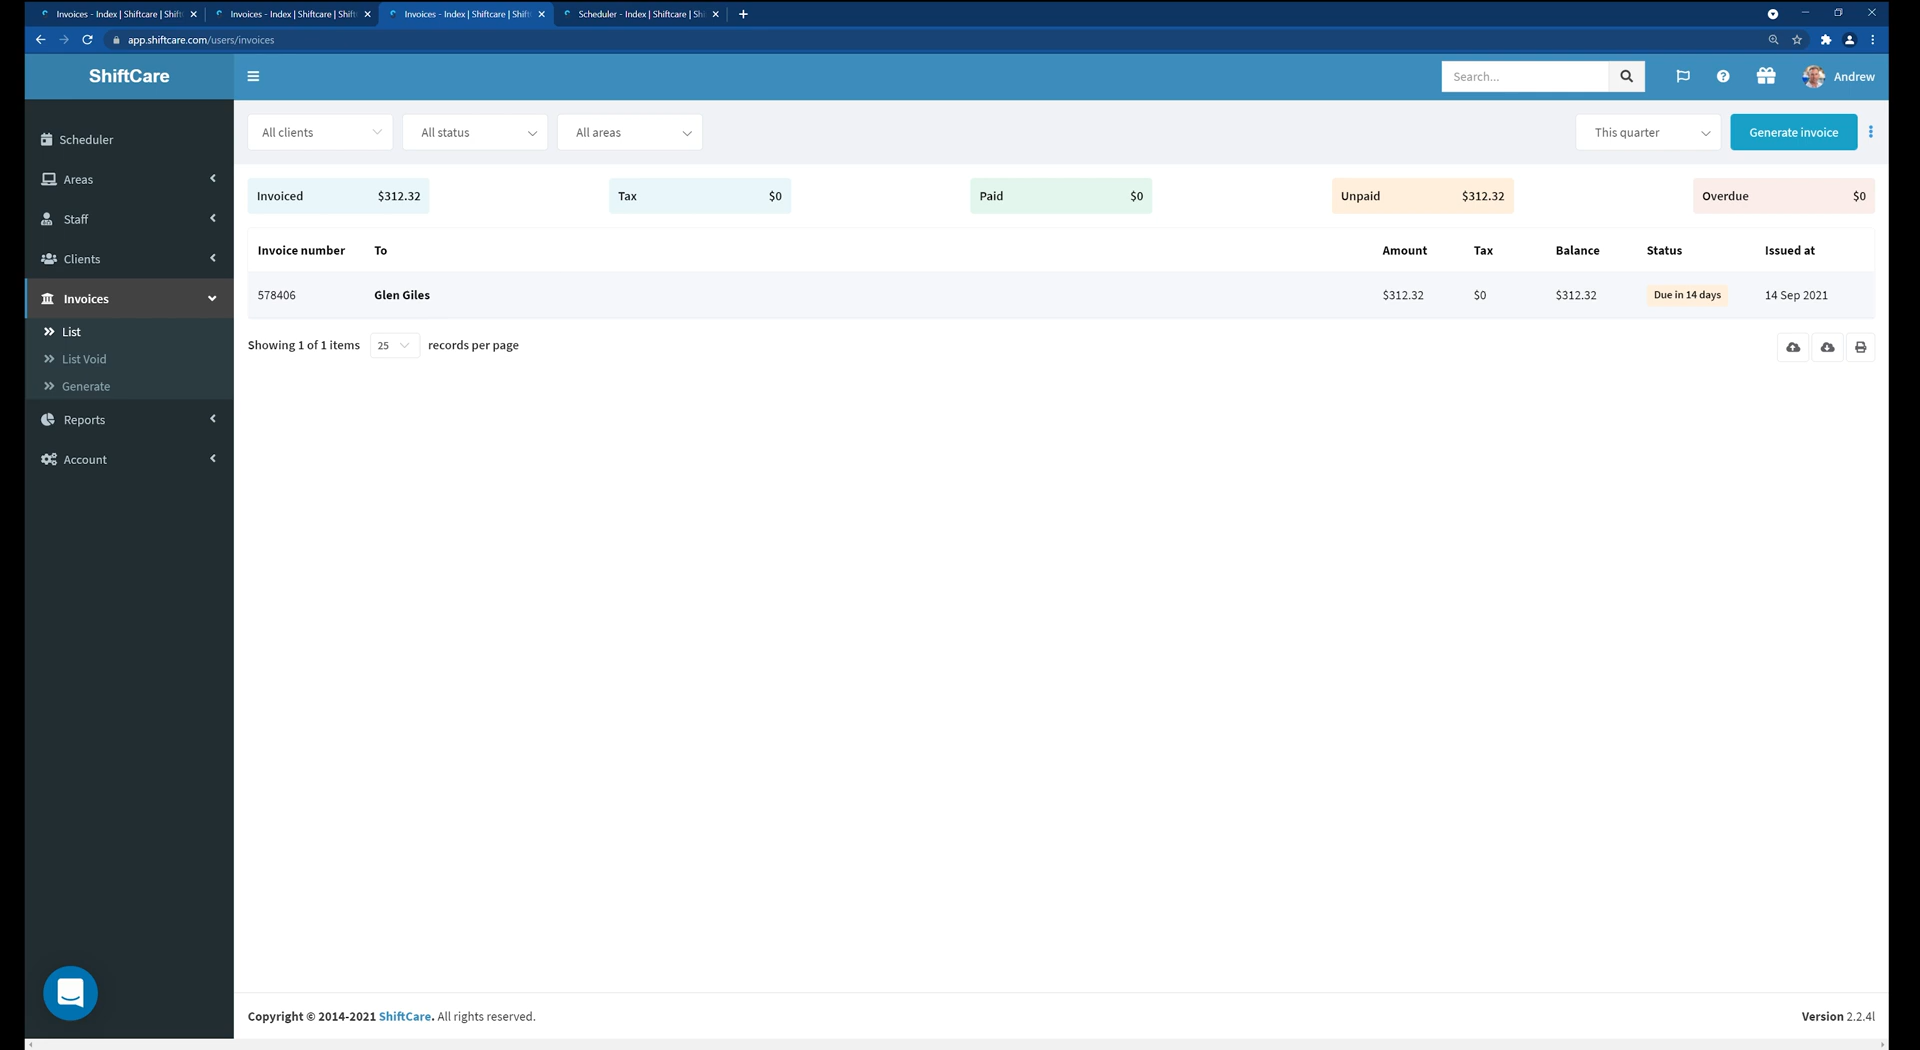 Invoices - Index | Shiftcare | Shift
Invoices - Index | Shiftcare | Shift
Invoices - Index | Shiftcare | Shift
Scheduler - Index | Shiftcare | Sh
app.shiftcare.com/users/invoices
ShiftCare
Search...
Andrew
Scheduler
Areas
Staff
Clients
Invoices
List
List Void
Generate
Reports
Account
All clients
All status
All areas
This quarter
Generate invoice
Invoiced $312.32
Tax $0
Paid $0
Unpaid $312.32
Overdue $0
Invoice number To Amount Tax Balance Status Issued at
578406 Glen Giles $312.32 $0 $312.32 Due in 14 days 14 Sep 2021
Showing 1 of 1 items 25 records per page
Copyright © 2014-2021 ShiftCare. All rights reserved.
Version 2.2.4l